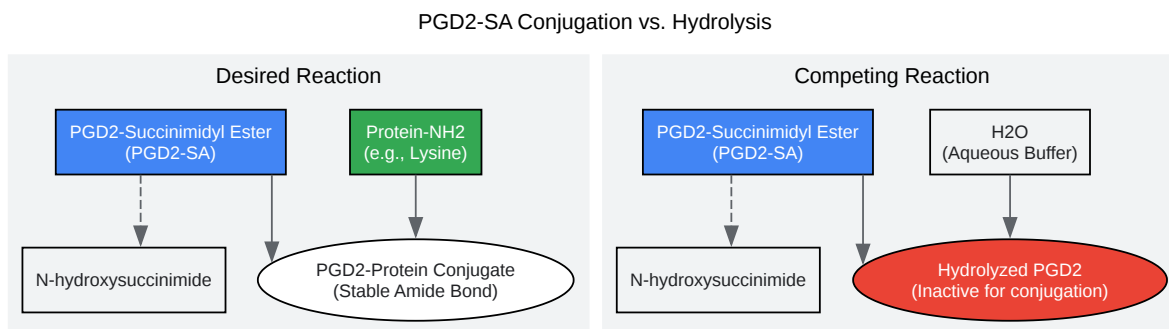 PGD2-SA Conjugation vs. Hydrolysis
Desired Reaction
PGD2-Succinimidyl Ester
(PGD2-SA)
Protein-NH2
(e.g., Lysine)
N-hydroxysuccinimide
PGD2-Protein Conjugate
(Stable Amide Bond)
Competing Reaction
PGD2-Succinimidyl Ester
(PGD2-SA)
H2O
(Aqueous Buffer)
N-hydroxysuccinimide
Hydrolyzed PGD2
(Inactive for conjugation)